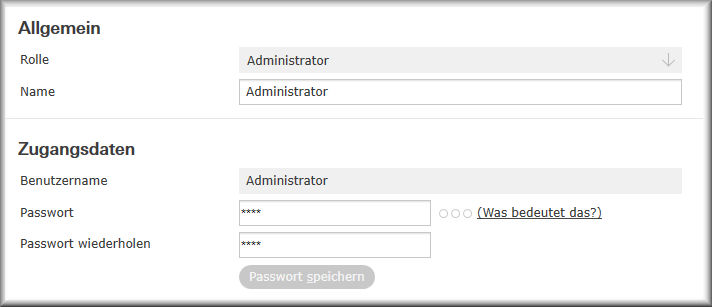 Allgemein
Rolle Administrator
Name Administrator
Zugangsdaten
Benutzername Administrator
Passwort **** (Was bedeutet das?)
Passwort wiederholen ****
Passwort speichern